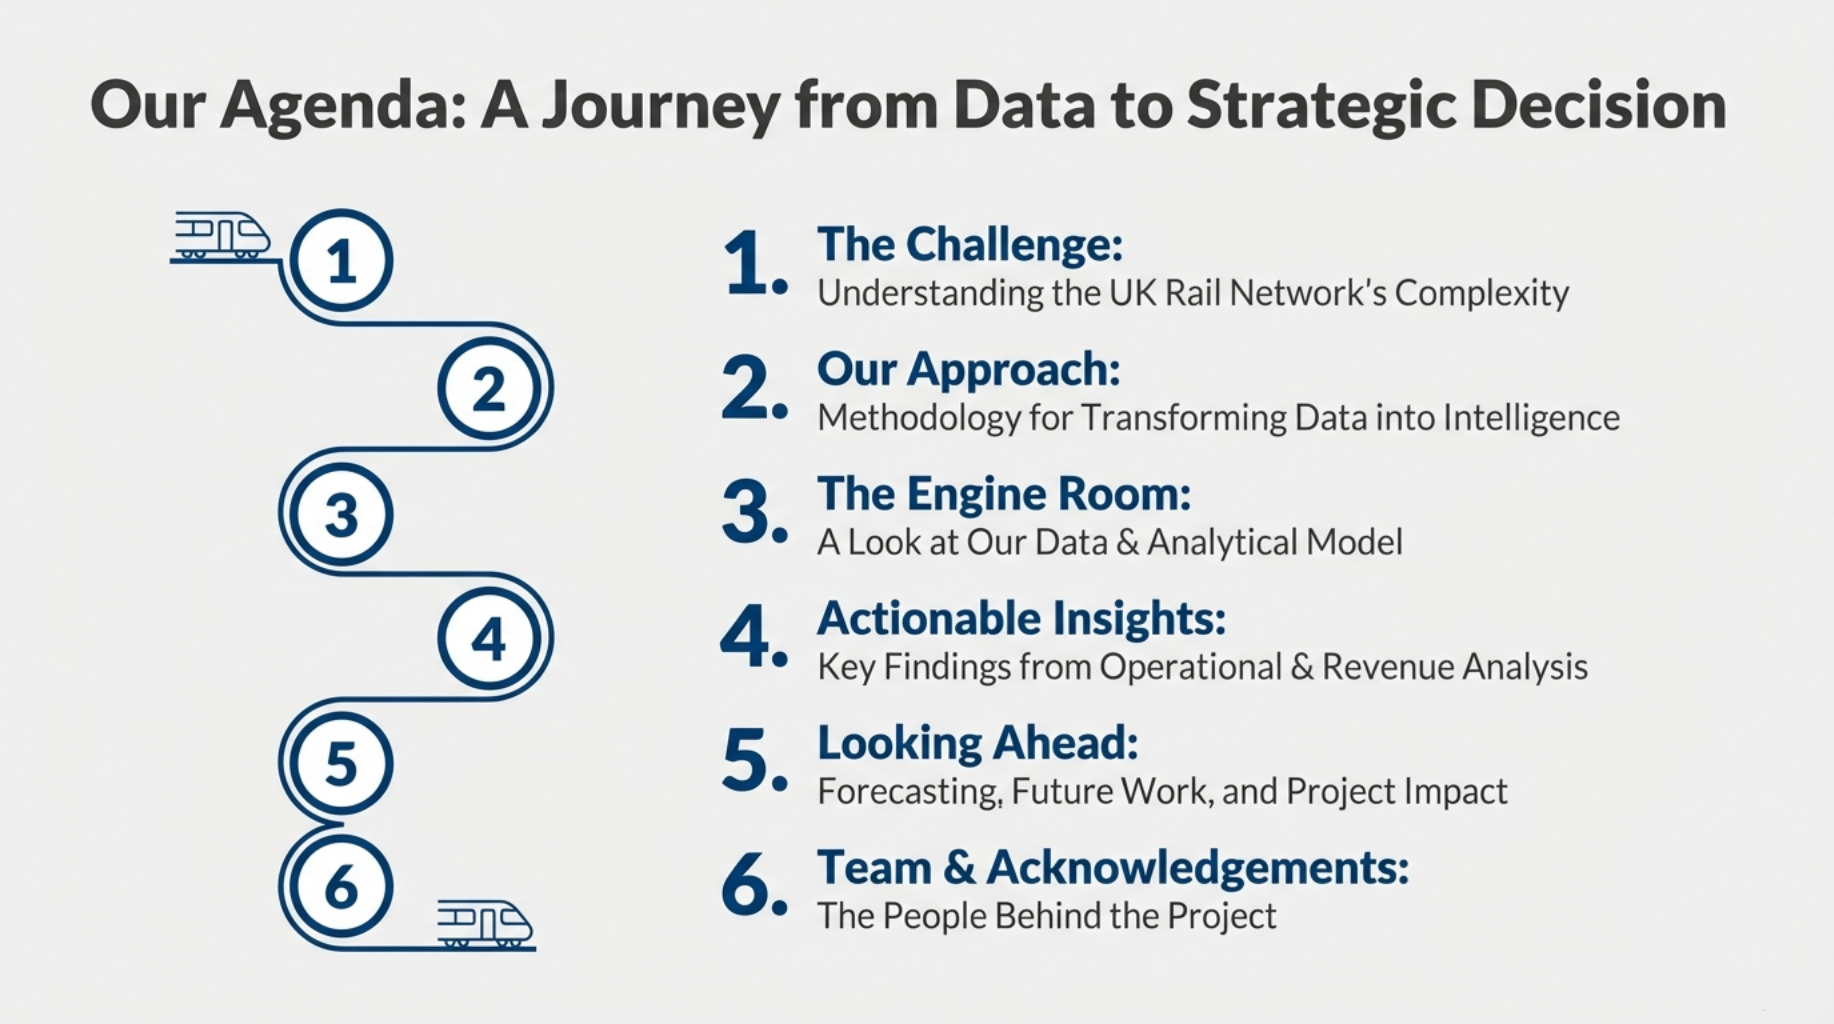 Our Agenda: A Journey from Data to Strategic Decision
1
2
3
4
5
6
1. The Challenge:
Understanding the UK Rail Network's Complexity
2. Our Approach:
Methodology for Transforming Data into Intelligence
3. The Engine Room:
A Look at Our Data & Analytical Model
4. Actionable Insights:
Key Findings from Operational & Revenue Analysis
5. Looking Ahead:
Forecasting, Future Work, and Project Impact
6. Team & Acknowledgements:
The People Behind the Project